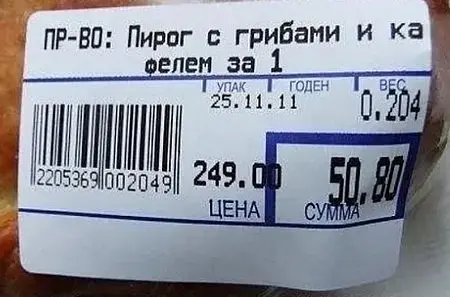 ПР-ВО: Пирог с грибами и ка
фелем за 1
УПАК ГОДЕН ВЕС
25.11.11 0.204
2205369 002049 249.00 50.80
ЦЕНА СУММА